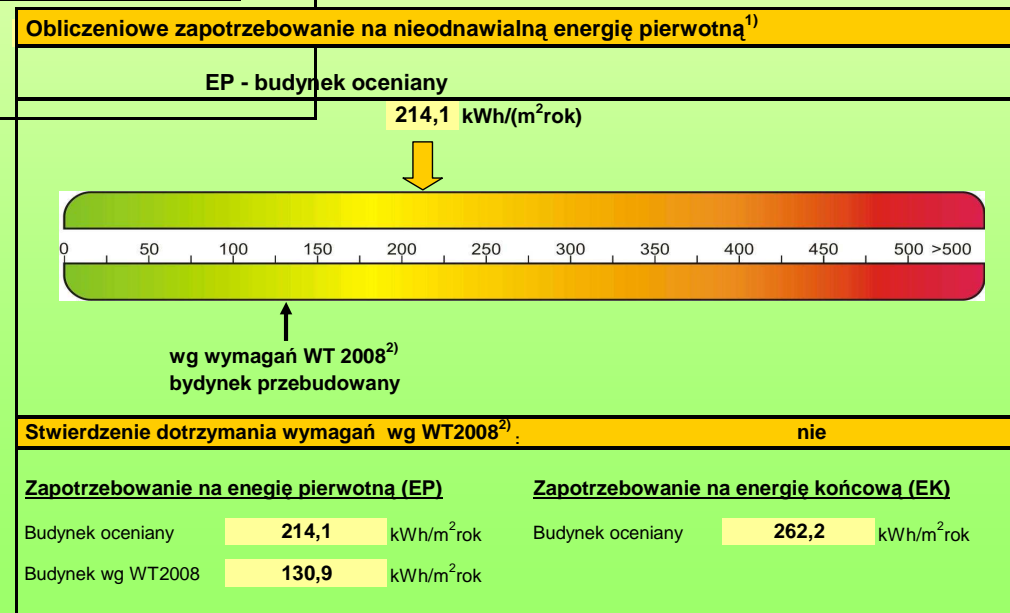 Obliczeniowe zapotrzebowanie na nieodnawialną energię pierwotną1)
EP - budynek oceniany
214,1 kWh/(m2rok)
0 50 100 150 200 250 300 350 400 450 500 >500
wg wymagań WT 20082)
bydynek przebudowany
Stwierdzenie dotrzymania wymagań wg WT20082) : nie
Zapotrzebowanie na enegię pierwotną (EP) Zapotrzebowanie na energię końcową (EK)
Budynek oceniany 214,1 kWh/m2rok Budynek oceniany 262,2 kWh/m2rok
Budynek wg WT2008 130,9 kWh/m2rok